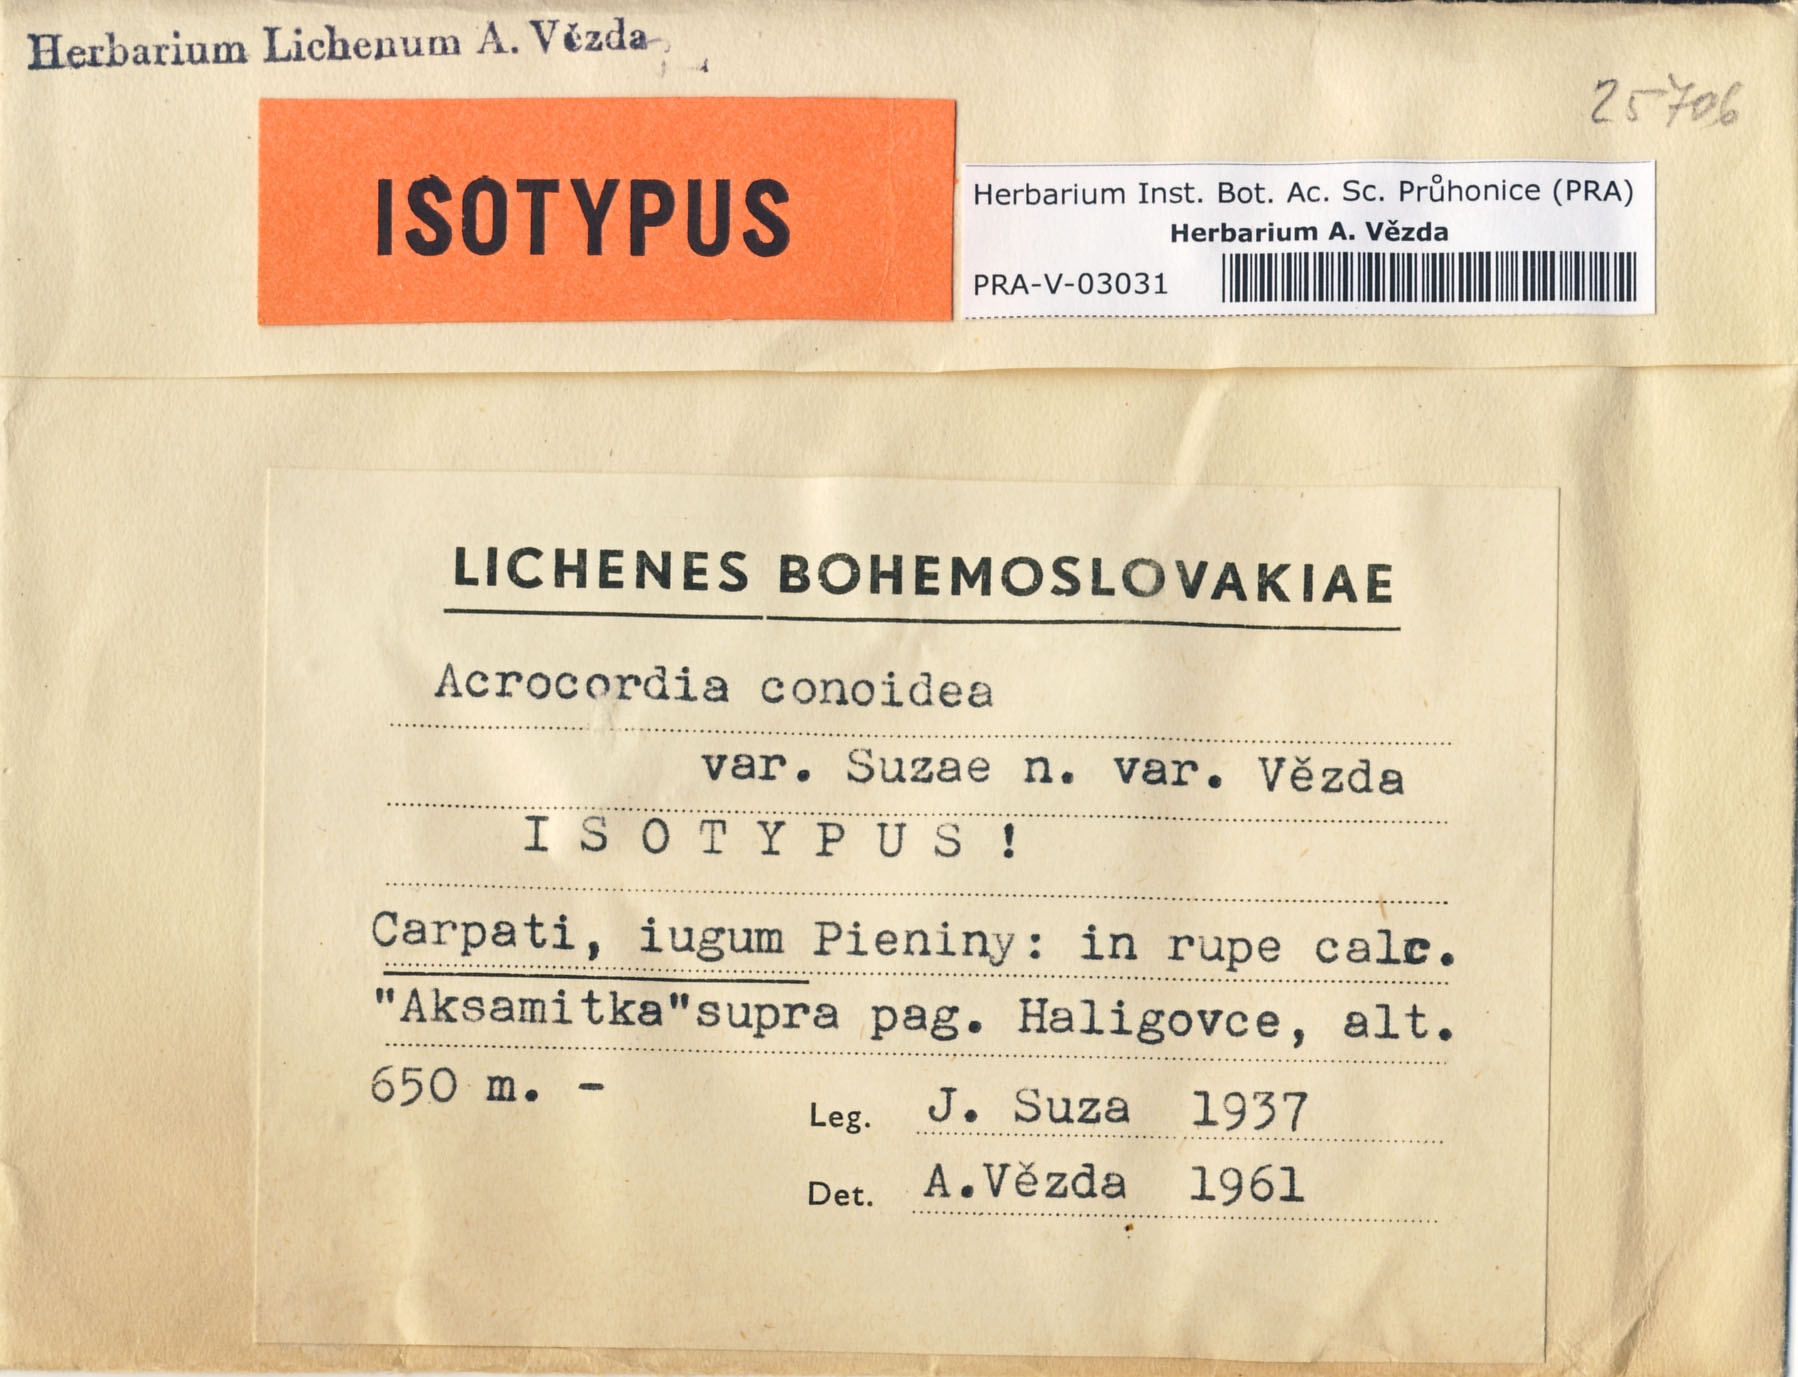 Herbarium Lichenum A. Vězda
25706
ISOTYPUS
Herbarium Inst. Bot. Ac. Sc. Průhonice (PRA)
Herbarium A. Vězda
PRA-V-03031
LICHENES BOHEMOSLOVAKIAE
Acrocordia conoidea
var. Suzae n. var. Vězda
ISOTYPUS!
Carpati, iugum Pieniny: in rupe calc.
"Aksamitka"supra pag. Haligovce, alt.
650 m. -
Leg. J. Suza 1937
Det. A.Vězda 1961